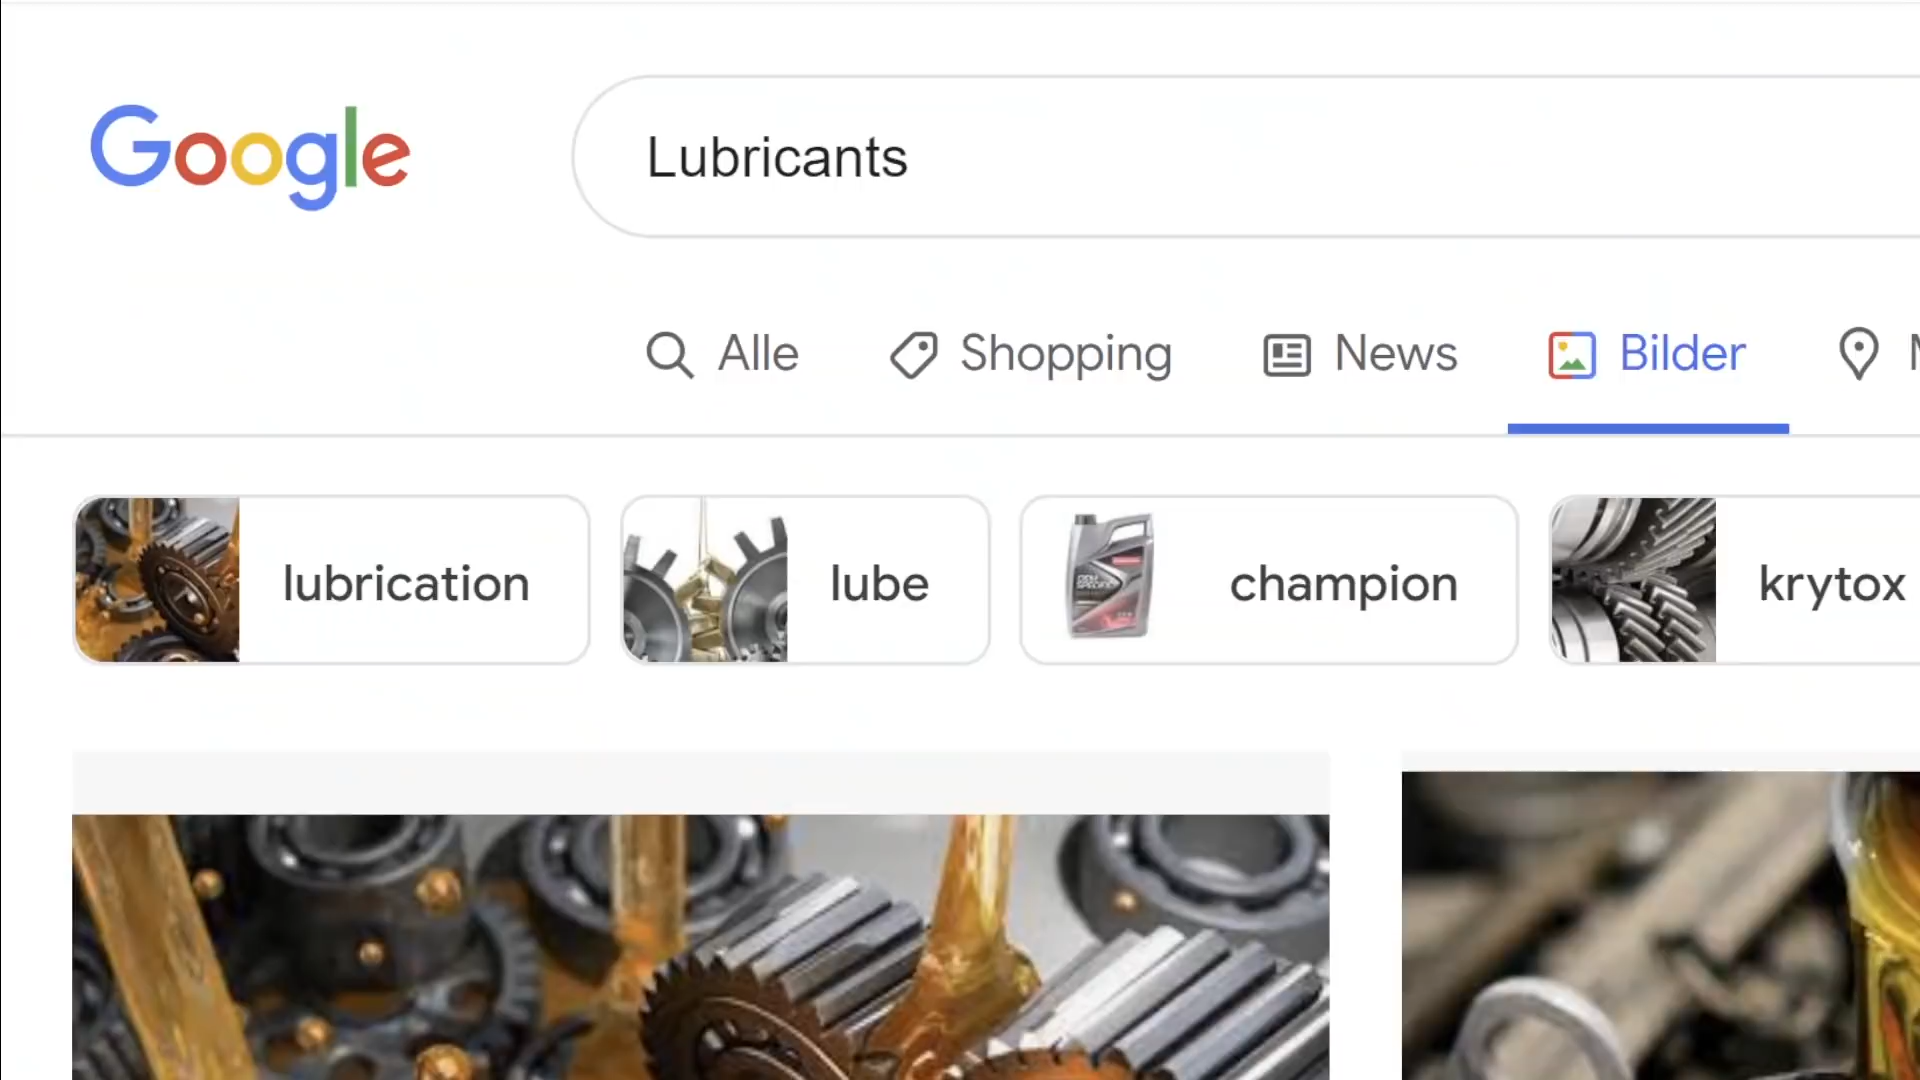 Google
Lubricants
Alle Shopping News Bilder
lubrication lube champion krytox